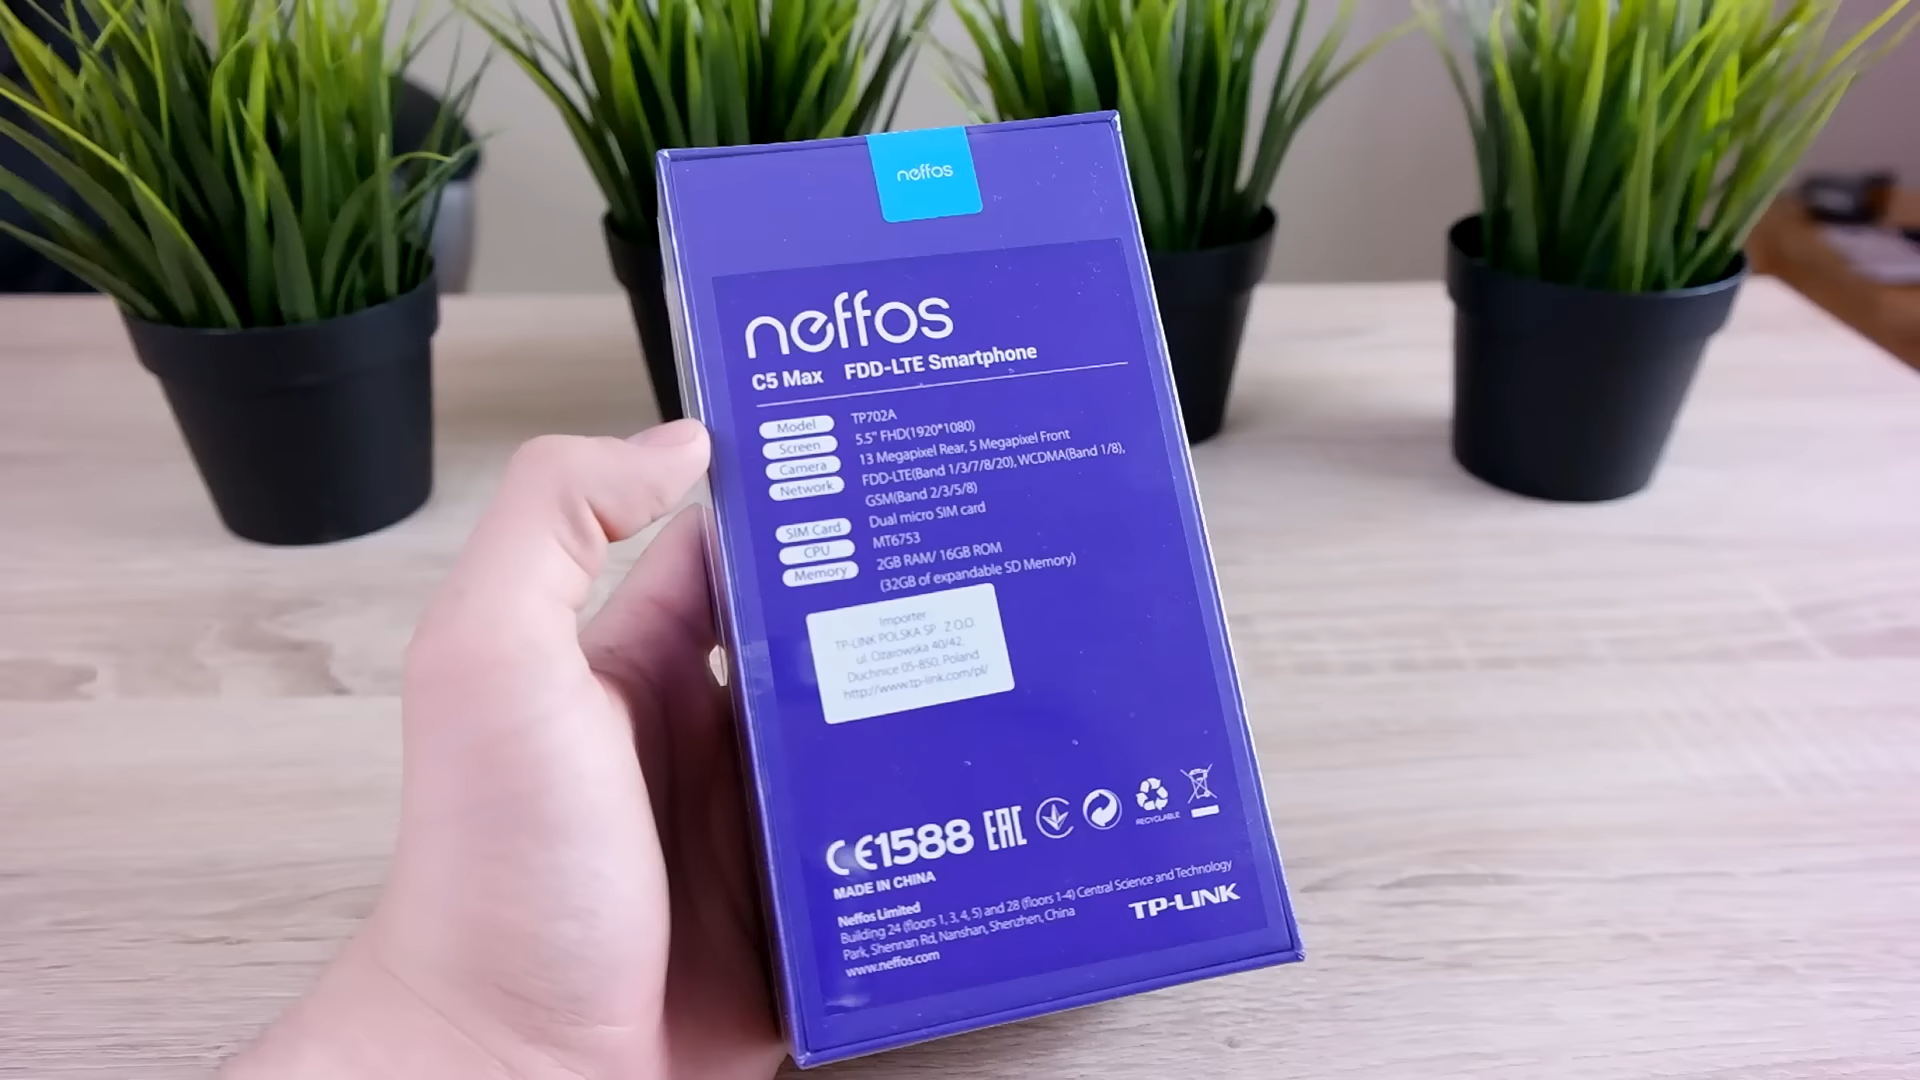 neffos
neffos
C5 Max FDD-LTE Smartphone
Model TP702A
Screen 5.5" FHD(1920*1080)
Camera 13 Megapixel Rear, 5 Megapixel Front
Network FDD-LTE(Band 1/3/7/8/20), WCDMA(Band 1/8),
GSM(Band 2/3/5/8)
SIM Card Dual micro SIM card
CPU MT6753
Memory 2GB RAM/ 16GB ROM
(32GB of expandable SD Memory)
Importer:
TP-LINK POLSKA SP. Z O.O.
ul. Ożarowska 40/42,
Duchnice 05-850, Poland
http://www.tp-link.com/pl/
CE1588 EAC
RECYCLABLE
MADE IN CHINA
Neffos Limited
Building 24 (floors 1, 3, 4, 5) and 28 (floors 1-4) Central Science and Technology
Park, Shennan Rd, Nanshan, Shenzhen, China
www.neffos.com
TP-LINK